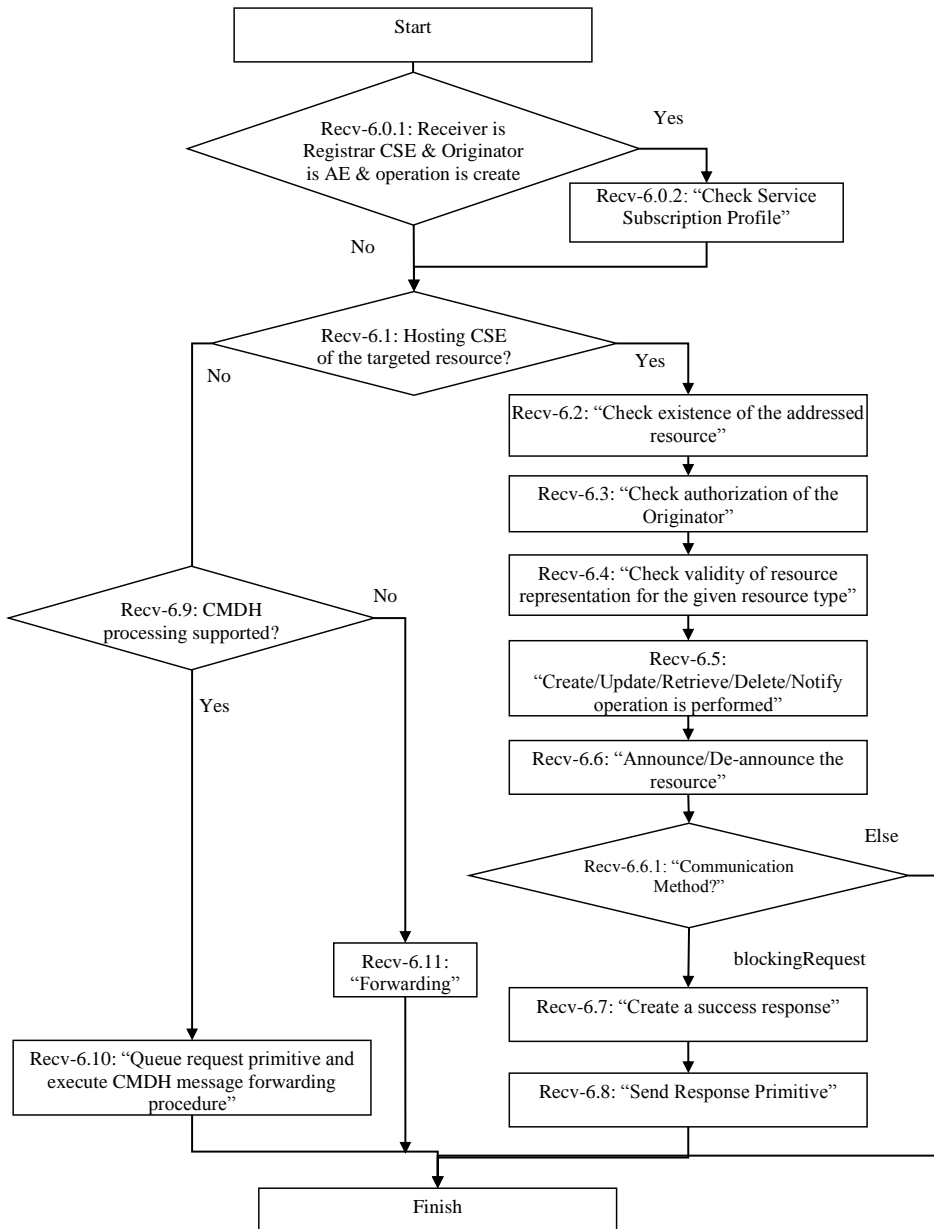 Start
Recv-6.0.1: Receiver is
Registrar CSE & Originator
is AE & operation is create
Yes
Recv-6.0.2: “Check Service
Subscription Profile”
No
Recv-6.1: Hosting CSE
of the targeted resource?
No
Yes
Recv-6.2: “Check existence of the addressed
resource”
Recv-6.3: “Check authorization of the
Originator”
Recv-6.4: “Check validity of resource
representation for the given resource type”
Recv-6.9: CMDH
processing supported?
No
Yes
Recv-6.5:
“Create/Update/Retrieve/Delete/Notify
operation is performed”
Recv-6.6: “Announce/De-announce the
resource”
Else
Recv-6.6.1: “Communication
Method?”
blockingRequest
Recv-6.11:
“Forwarding”
Recv-6.7: “Create a success response”
Recv-6.10: “Queue request primitive and
execute CMDH message forwarding
procedure”
Recv-6.8: “Send Response Primitive”
Finish